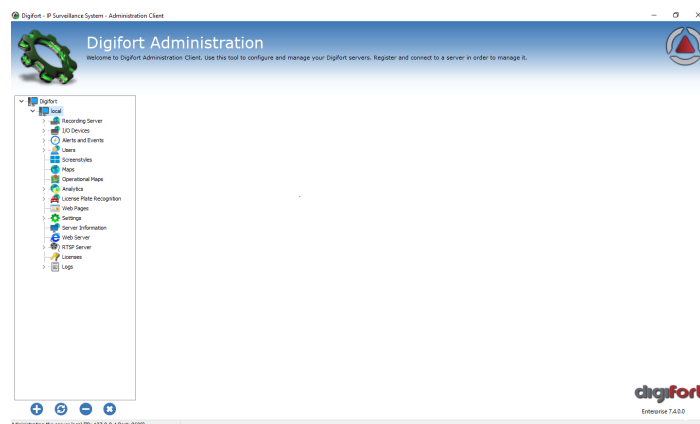 Digifort - IP Surveillance System - Administration Client
Digifort Administration
Welcome to Digifort Administration Client. Use this tool to configure and manage your Digifort servers. Register and connect to a server in order to manage it.
Digifort
local
Recording Server
I/O Devices
Alerts and Events
Users
Screenstyles
Maps
Operational Maps
Analytics
License Plate Recognition
Web Pages
Settings
Server Information
Web Server
RTSP Server
Licenses
Logs
digifort
Enterprise 7.4.0.0